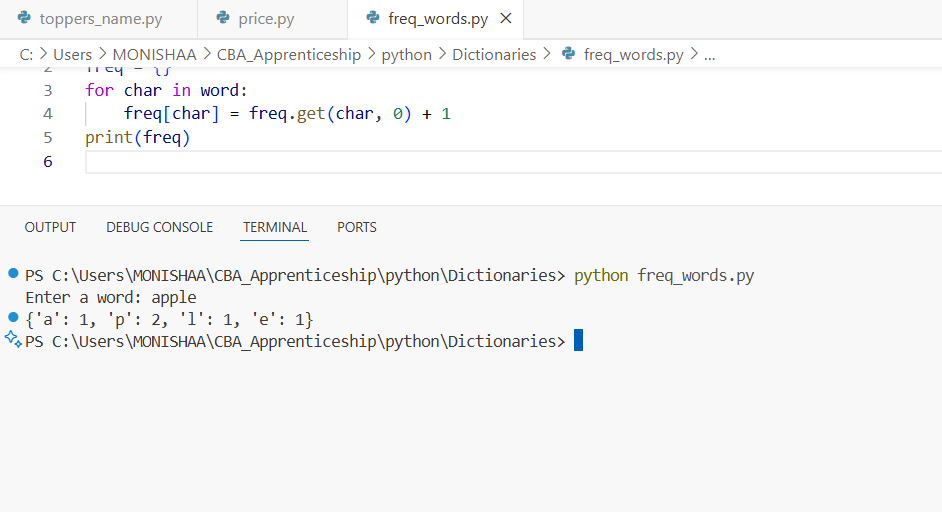 toppers_name.py price.py freq_words.py
C: > Users > MONISHAA > CBA_Apprenticeship > python > Dictionaries > freq_words.py > ...
2 freq = {}
3 for char in word:
4 freq[char] = freq.get(char, 0) + 1
5 print(freq)
6
OUTPUT DEBUG CONSOLE TERMINAL PORTS
PS C:\Users\MONISHAA\CBA_Apprenticeship\python\Dictionaries> python freq_words.py
Enter a word: apple
{'a': 1, 'p': 2, 'l': 1, 'e': 1}
PS C:\Users\MONISHAA\CBA_Apprenticeship\python\Dictionaries>